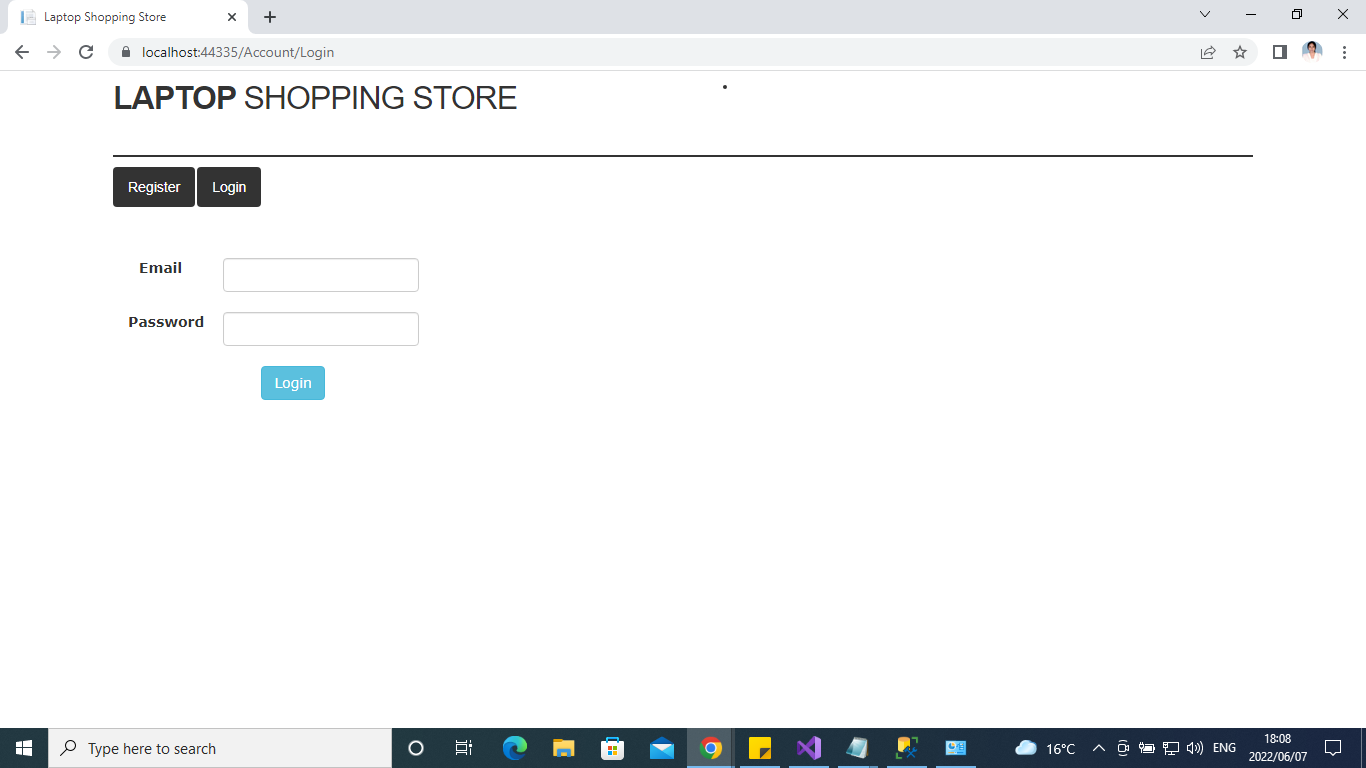 Laptop Shopping Store
localhost:44335/Account/Login
LAPTOP SHOPPING STORE
Register Login
Email
Password
Login
Type here to search
16°C
ENG
18:08
2022/06/07